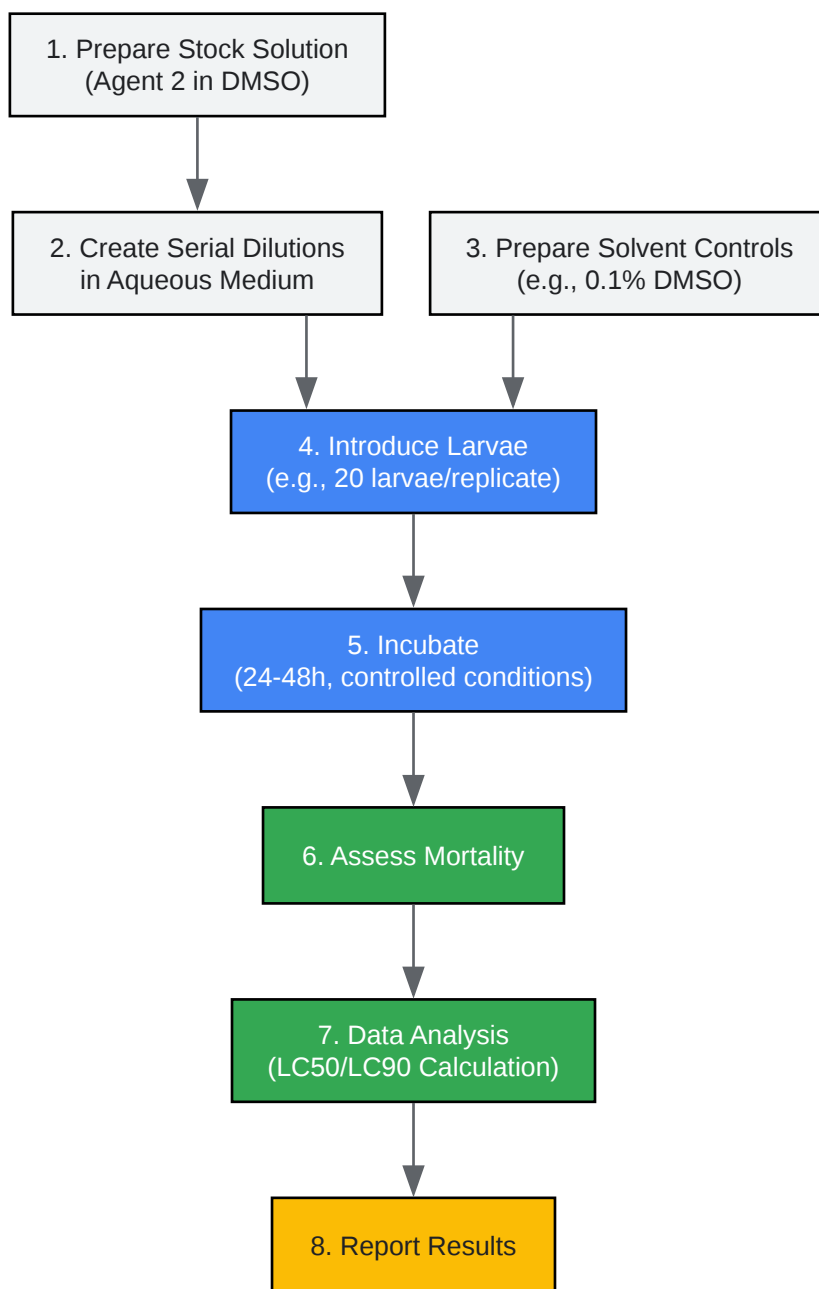 1. Prepare Stock Solution
(Agent 2 in DMSO)
2. Create Serial Dilutions
in Aqueous Medium
3. Prepare Solvent Controls
(e.g., 0.1% DMSO)
4. Introduce Larvae
(e.g., 20 larvae/replicate)
5. Incubate
(24-48h, controlled conditions)
6. Assess Mortality
7. Data Analysis
(LC50/LC90 Calculation)
8. Report Results